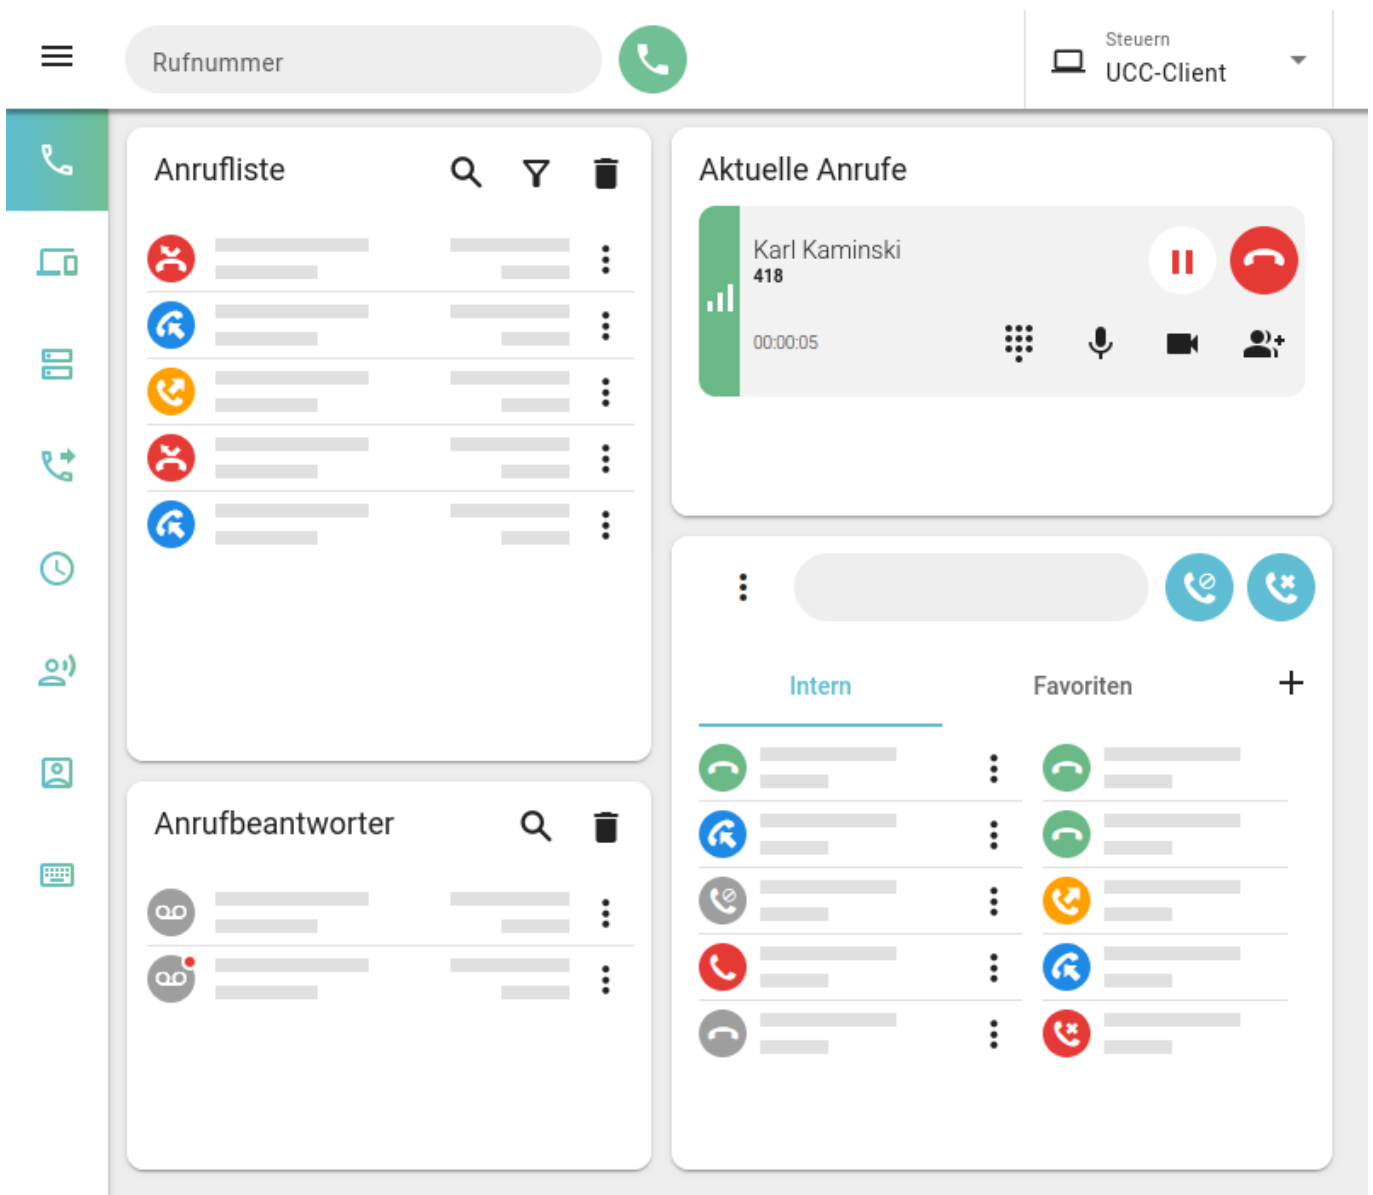 Rufnummer
Steuern
UCC-Client
Anrufliste
Aktuelle Anrufe
Karl Kaminski
418
00:00:05
Intern
Favoriten
Anrufbeantworter